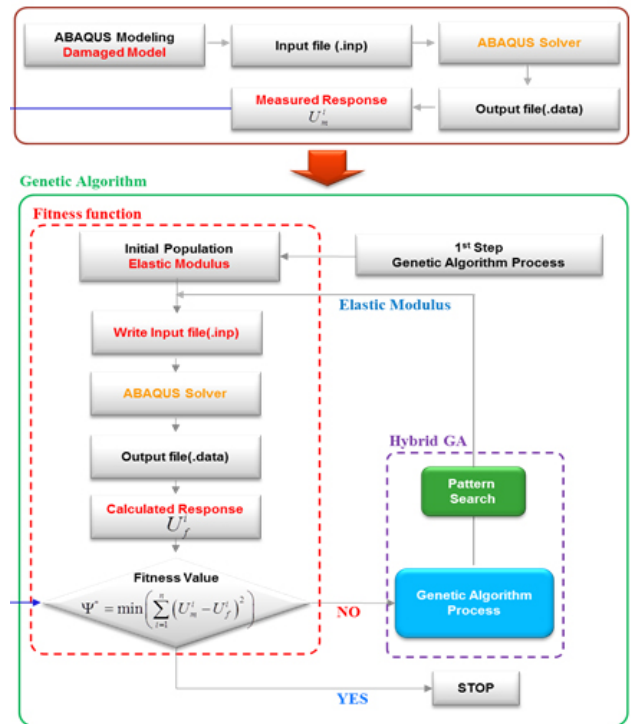 ABAQUS Modeling
Damaged Model
Input file (.inp)
ABAQUS Solver
Measured Response
U_m^i
Output file(.data)
Genetic Algorithm
Fitness function
Initial Population
Elastic Modulus
1st Step
Genetic Algorithm Process
Elastic Modulus
Write Input file(.inp)
ABAQUS Solver
Output file(.data)
Hybrid GA
Pattern
Search
Calculated Response
U_f^i
Fitness Value
Ψ* = min(∑_{i=1}^{n} (U_m^i − U_f^i)^2)
Genetic Algorithm
Process
NO
YES
STOP